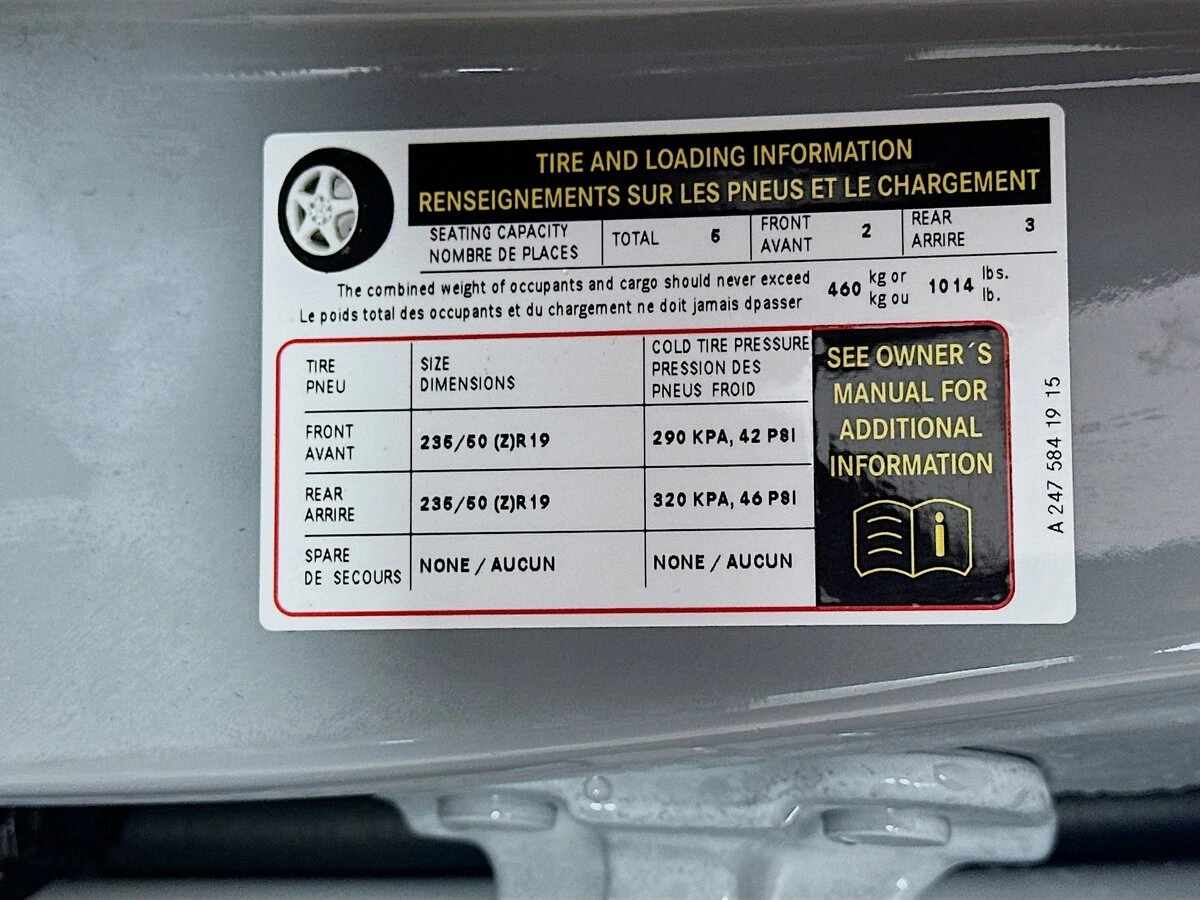 TIRE AND LOADING INFORMATION
RENSEIGNEMENTS SUR LES PNEUS ET LE CHARGEMENT
SEATING CAPACITY
NOMBRE DE PLACES
TOTAL 5
FRONT
AVANT
2
REAR
ARRIRE
3
The combined weight of occupants and cargo should never exceed
Le poids total des occupants et du chargement ne doit jamais dpasser
460 kg or
kg ou
1014 lbs.
lb.
TIRE
PNEU
SIZE
DIMENSIONS
COLD TIRE PRESSURE
PRESSION DES
PNEUS FROID
FRONT
AVANT
235/50 (Z)R19
290 KPA, 42 PSI
REAR
ARRIRE
235/50 (Z)R19
320 KPA, 46 PSI
SPARE
DE SECOURS
NONE / AUCUN
NONE / AUCUN
SEE OWNER´S
MANUAL FOR
ADDITIONAL
INFORMATION
i
A 247 584 19 15